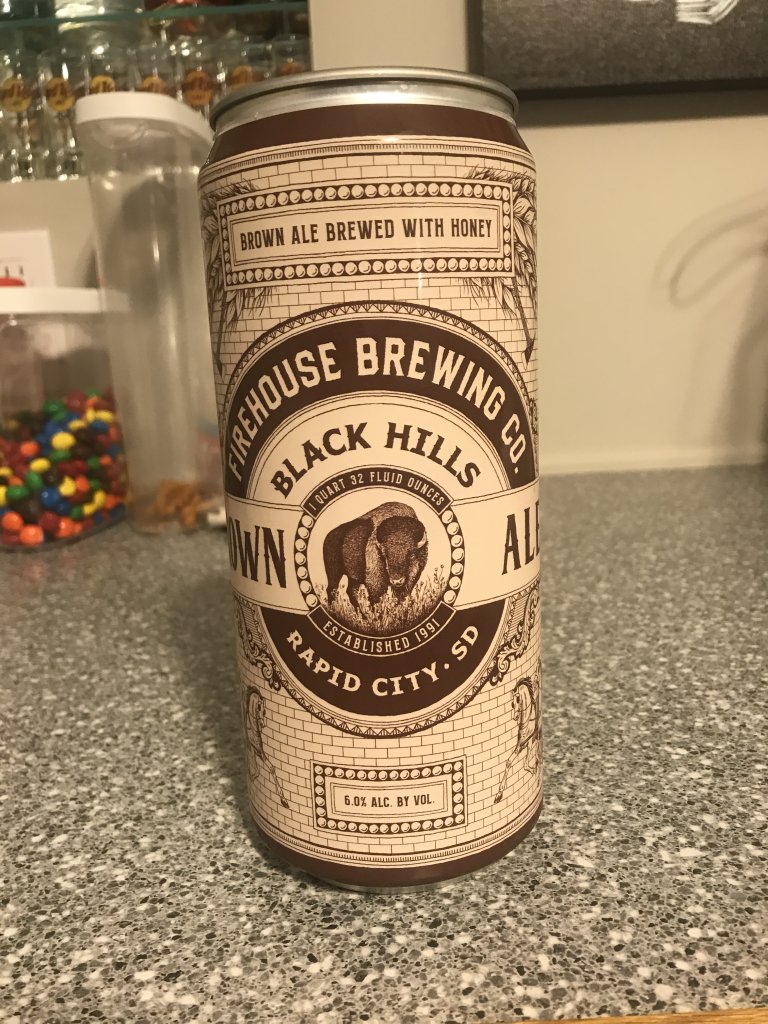 BROWN ALE BREWED WITH HONEY
FIREHOUSE BREWING CO.
BLACK HILLS
1 QUART 32 FLUID OUNCES
OWN ALE
ESTABLISHED 1991
RAPID CITY. SD
6.0% ALC. BY VOL.